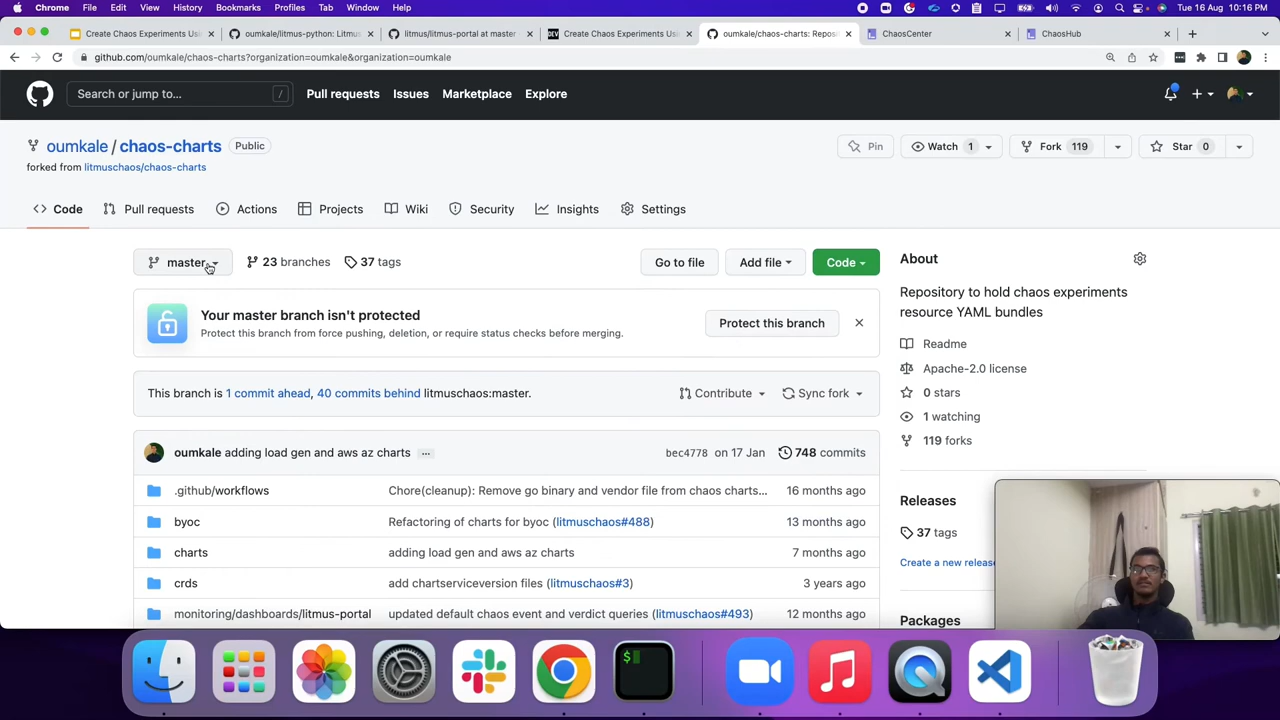 Chrome File Edit View History Bookmarks Profiles Tab Window Help Tue 16 Aug 10:16 PM
Create Chaos Experiments Usi
oumkale/litmus-python: Litmus
litmus/litmus-portal at master
DEV Create Chaos Experiments Usin
oumkale/chaos-charts: Reposi
ChaosCenter
ChaosHub
github.com/oumkale/chaos-charts?organization=oumkale&organization=oumkale
Search or jump to... /
Pull requests Issues Marketplace Explore
oumkale / chaos-charts Public
Pin
Watch 1
Fork 119
Star 0
forked from litmuschaos/chaos-charts
Code Pull requests Actions Projects Wiki Security Insights Settings
master 23 branches 37 tags
Go to file Add file Code
Your master branch isn't protected
Protect this branch from force pushing, deletion, or require status checks before merging.
Protect this branch
This branch is 1 commit ahead, 40 commits behind litmuschaos:master.
Contribute Sync fork
oumkale adding load gen and aws az charts ... bec4778 on 17 Jan 748 commits
.github/workflows Chore(cleanup): Remove go binary and vendor file from chaos charts... 16 months ago
byoc Refactoring of charts for byoc (litmuschaos#488) 13 months ago
charts adding load gen and aws az charts 7 months ago
crds add chartserviceversion files (litmuschaos#3) 3 years ago
monitoring/dashboards/litmus-portal updated default chaos event and verdict queries (litmuschaos#493) 12 months ago
About
Repository to hold chaos experiments
resource YAML bundles
Readme
Apache-2.0 license
0 stars
1 watching
119 forks
Releases
37 tags
Create a new release
Packages